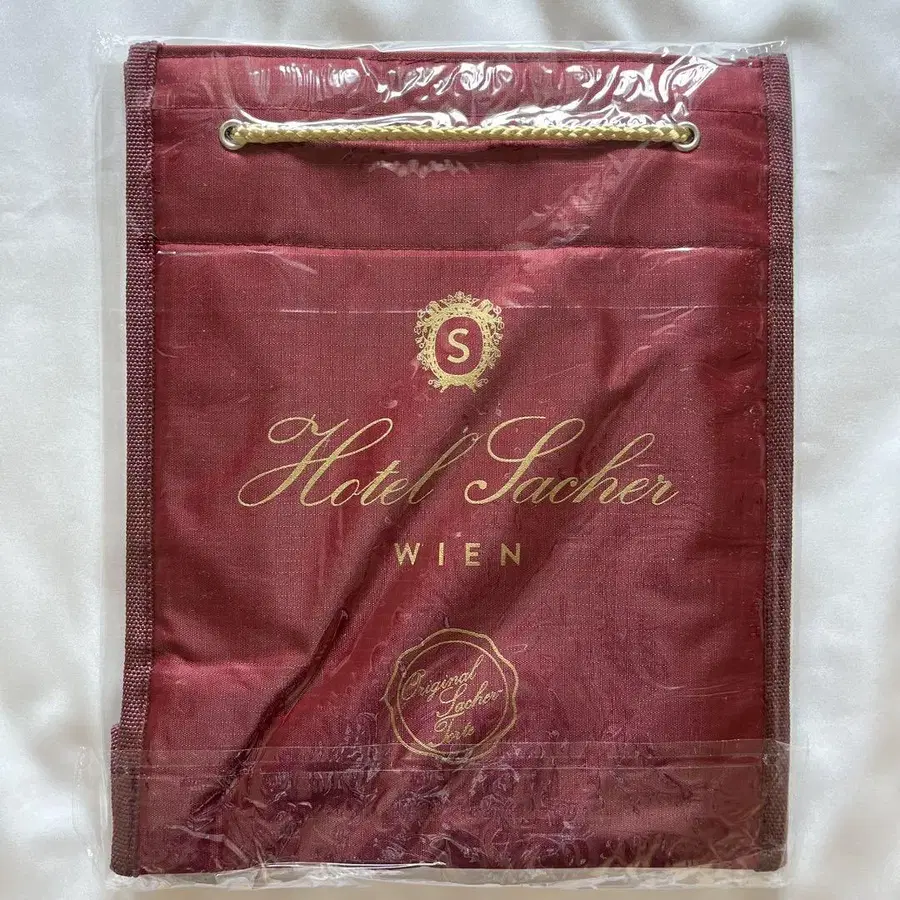 S
Hotel Sacher
WIEN
Original
Sacher-
Torte